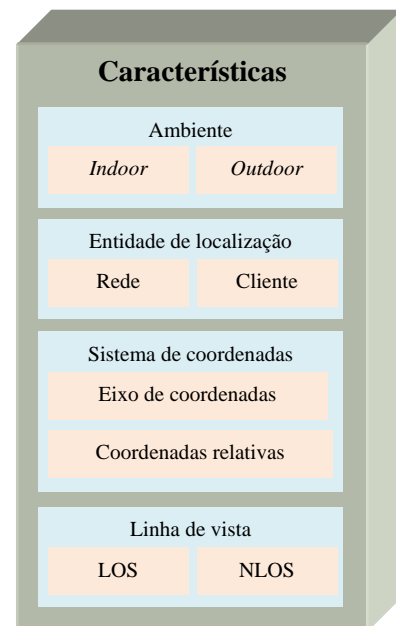 Características
Ambiente
Indoor Outdoor
Entidade de localização
Rede Cliente
Sistema de coordenadas
Eixo de coordenadas
Coordenadas relativas
Linha de vista
LOS NLOS